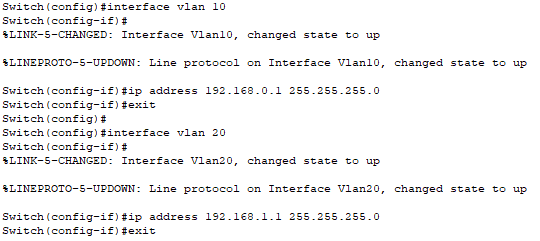 Switch(config)#interface vlan 10
Switch(config-if)#
%LINK-5-CHANGED: Interface Vlan10, changed state to up
%LINEPROTO-5-UPDOWN: Line protocol on Interface Vlan10, changed state to up
Switch(config-if)#ip address 192.168.0.1 255.255.255.0
Switch(config-if)#exit
Switch(config)#
Switch(config)#interface vlan 20
Switch(config-if)#
%LINK-5-CHANGED: Interface Vlan20, changed state to up
%LINEPROTO-5-UPDOWN: Line protocol on Interface Vlan20, changed state to up
Switch(config-if)#ip address 192.168.1.1 255.255.255.0
Switch(config-if)#exit